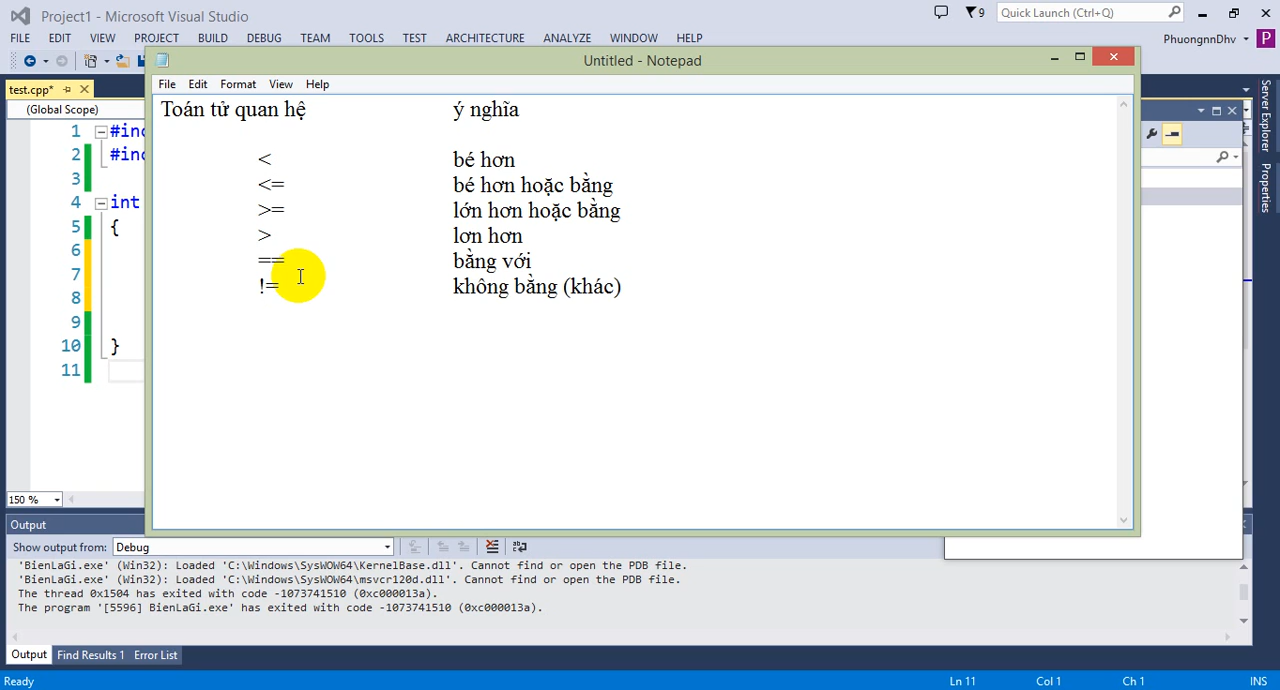 Project1 - Microsoft Visual Studio
9
Quick Launch (Ctrl+Q)
FILE EDIT VIEW PROJECT BUILD DEBUG TEAM TOOLS TEST ARCHITECTURE ANALYZE WINDOW HELP
PhuongnnDhv P
Untitled - Notepad
test.cpp*
File Edit Format View Help
(Global Scope)
Toán tử quan hệ ý nghĩa
1 #inc
2 #inc
3
4 int
5 {
6
7
8
9
10 }
11
< bé hơn
<= bé hơn hoặc bằng
>= lớn hơn hoặc bằng
> lơn hơn
== bằng với
!= không bằng (khác)
Server Explorer
Properties
150 %
Output
Show output from: Debug
'BienLaGi.exe' (Win32): Loaded 'C:\Windows\SysWOW64\KernelBase.dll'. Cannot find or open the PDB file.
'BienLaGi.exe' (Win32): Loaded 'C:\Windows\SysWOW64\msvcr120d.dll'. Cannot find or open the PDB file.
The thread 0x1504 has exited with code -1073741510 (0xc000013a).
The program '[5596] BienLaGi.exe' has exited with code -1073741510 (0xc000013a).
Output Find Results 1 Error List
Ready Ln 11 Col 1 Ch 1 INS